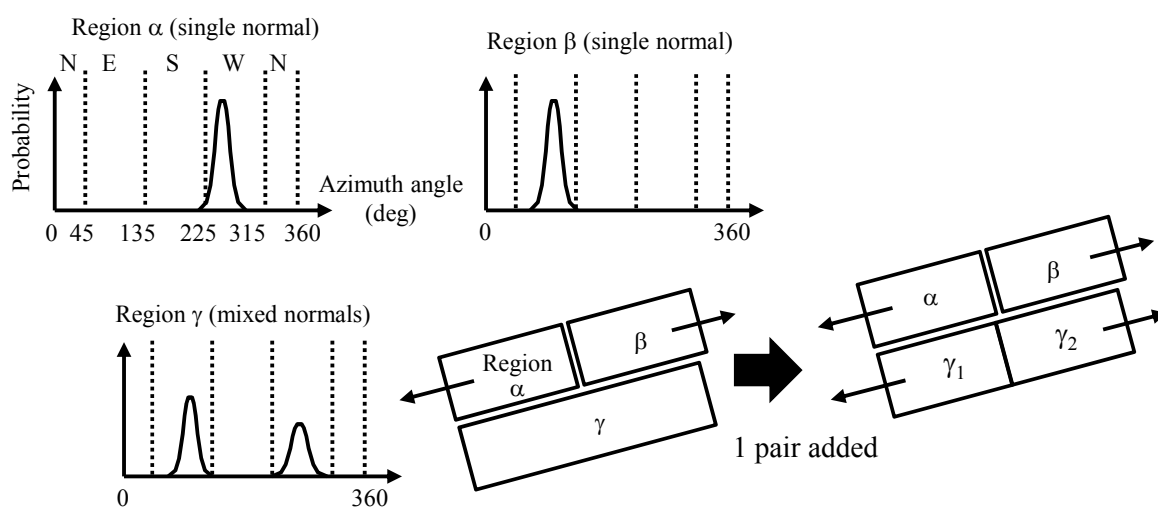 Region α (single normal)
N E S W N
Probability
Azimuth angle
(deg)
0 45 135 225 315 360
Region β (single normal)
0 360
Region γ (mixed normals)
0 360
Region
α
β
γ
1 pair added
α
β
γ1
γ2